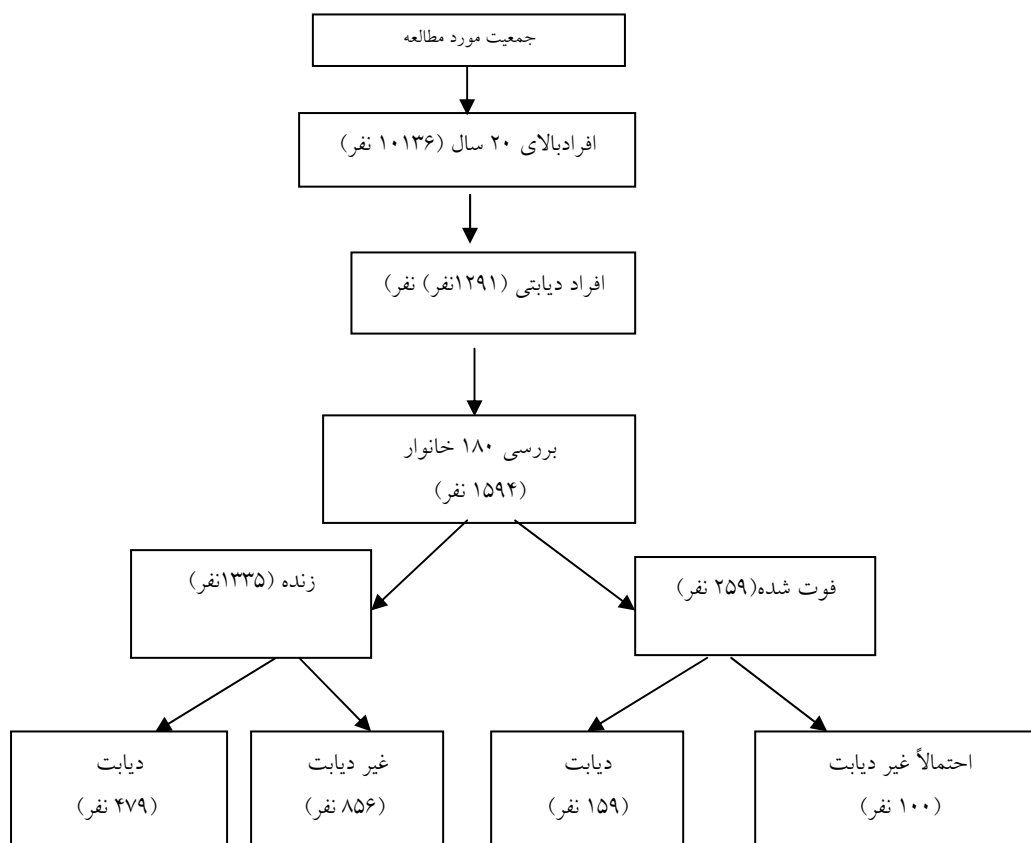 جمعیت مورد مطالعه
افرادبالای ۲۰ سال (۱۰۱۳۶ نفر)
افراد دیابتی (۱۲۹۱نفر) نفر)
بررسی ۱۸۰ خانوار
(۱۵۹۴ نفر)
زنده (۱۳۳۵نفر)
فوت شده(۲۵۹ نفر)
دیابت
(۴۷۹ نفر)
غیر دیابت
(۸۵۶ نفر)
دیابت
(۱۵۹ نفر)
احتمالاً غیر دیابت
(۱۰۰ نفر)